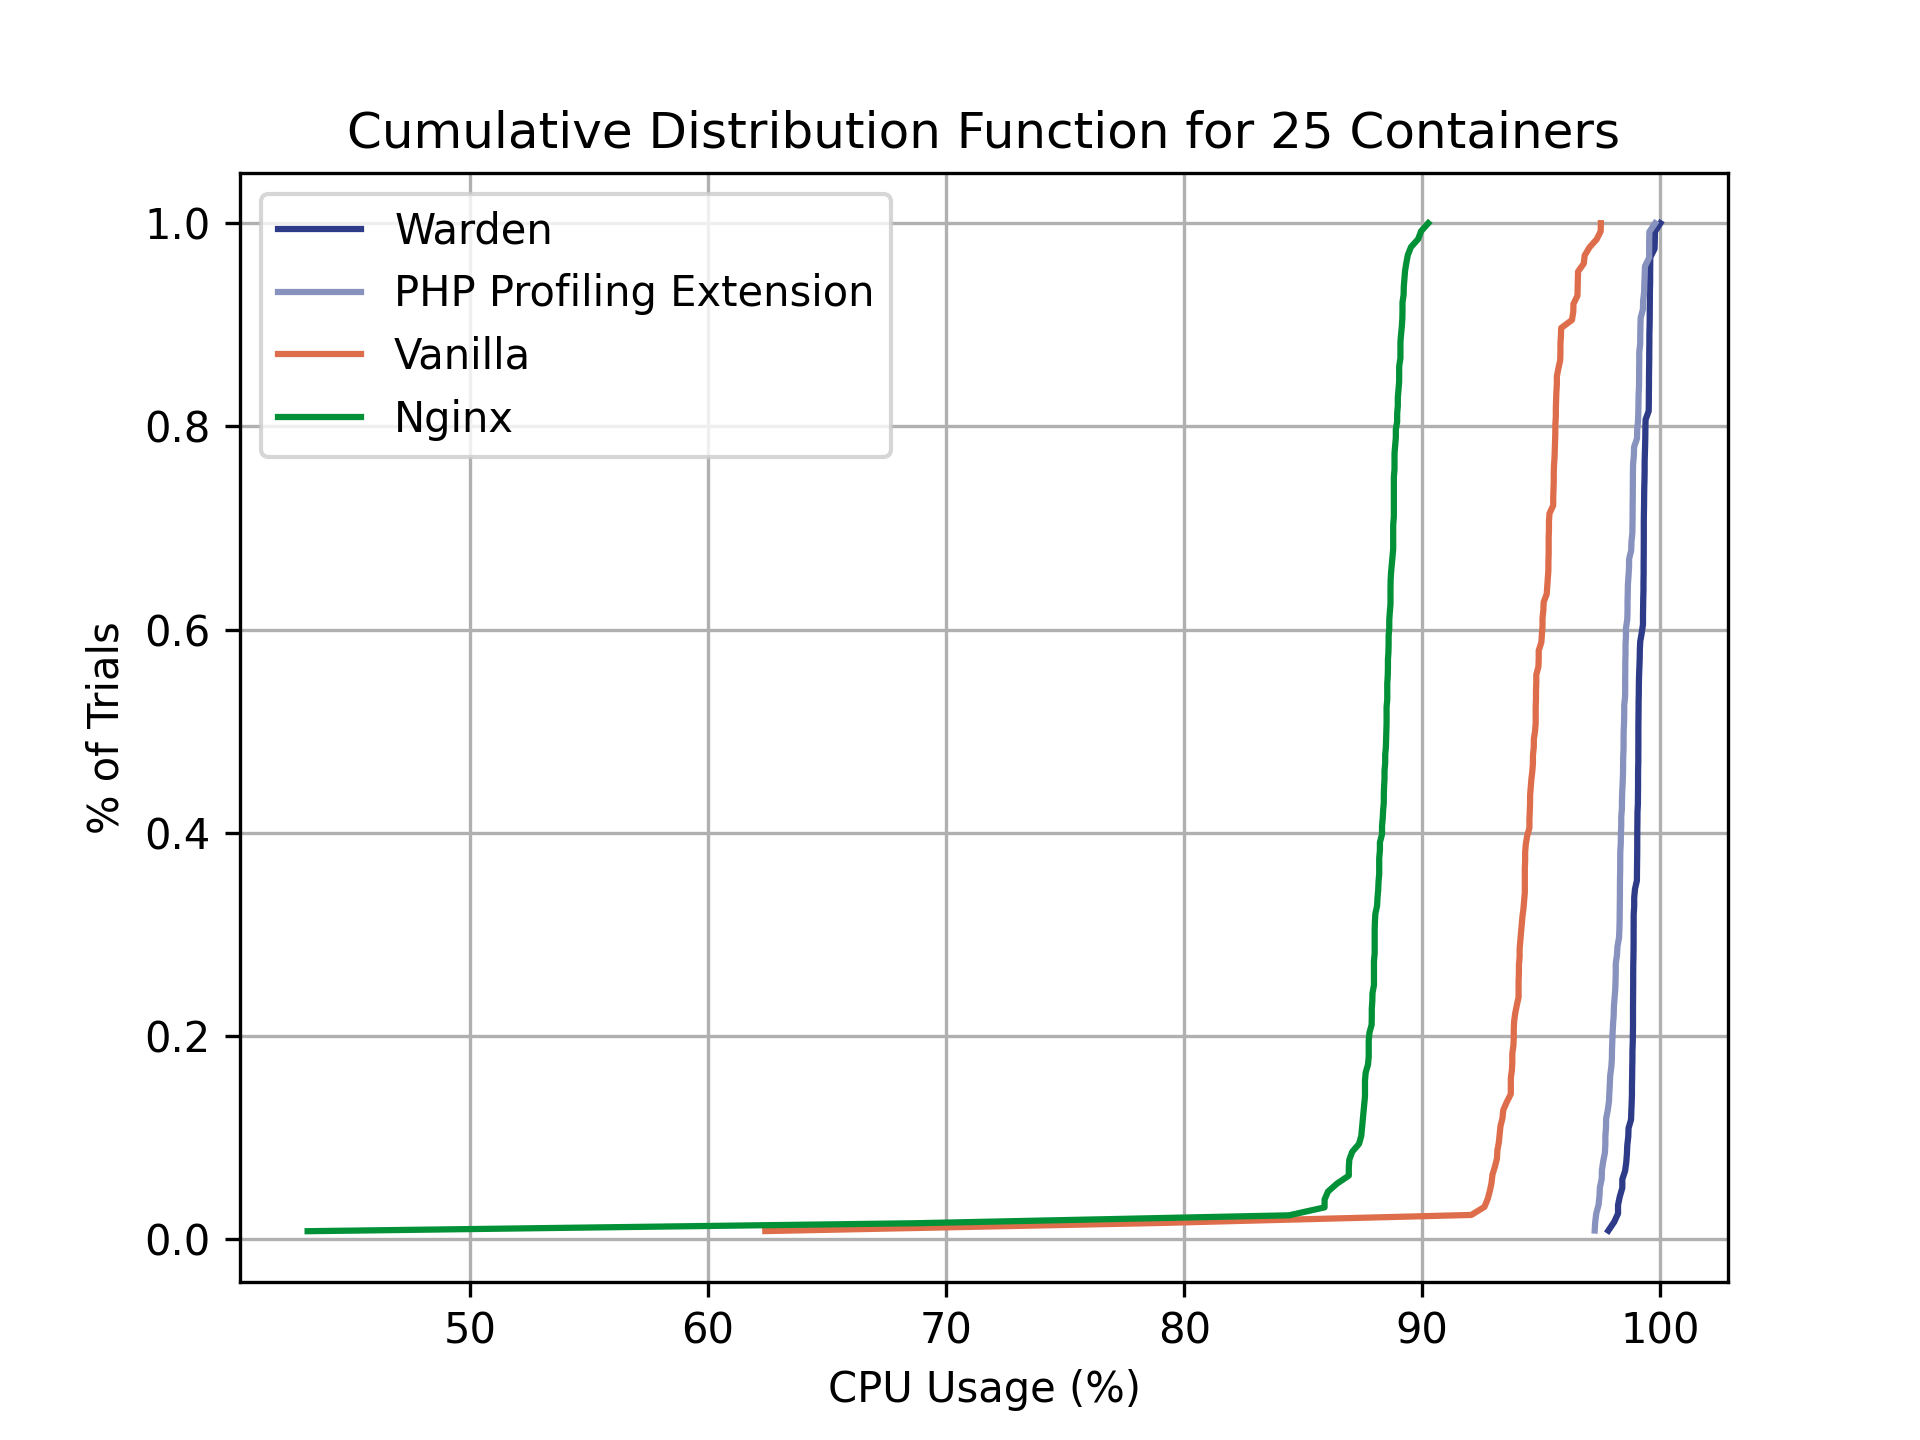 Cumulative Distribution Function for 25 Containers
Warden
PHP Profiling Extension
Vanilla
Nginx
% of Trials
1.0
0.8
0.6
0.4
0.2
0.0
50 60 70 80 90 100
CPU Usage (%)